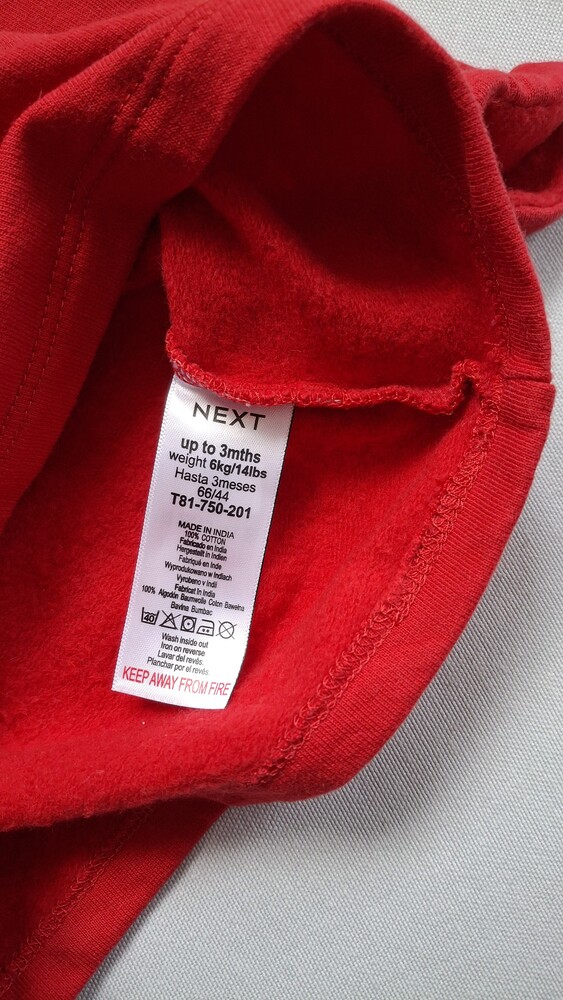 NEXT
up to 3mths
weight 6kg/14lbs
Hasta 3meses
66/44
T81-750-201
MADE IN INDIA
100% COTTON
Fabricado en India
Hergestellt in Indien
Fabriqué en Inde
Wyprodukowano w Indiach
Vyrobeno v Indii
Fabricat în India
100% Algodón Baumwolle Coton Bawełna
Bavlna Bumbac
40
Wash inside out
Iron on reverse
Lavar del revés.
Planchar por el revés.
KEEP AWAY FROM FIRE